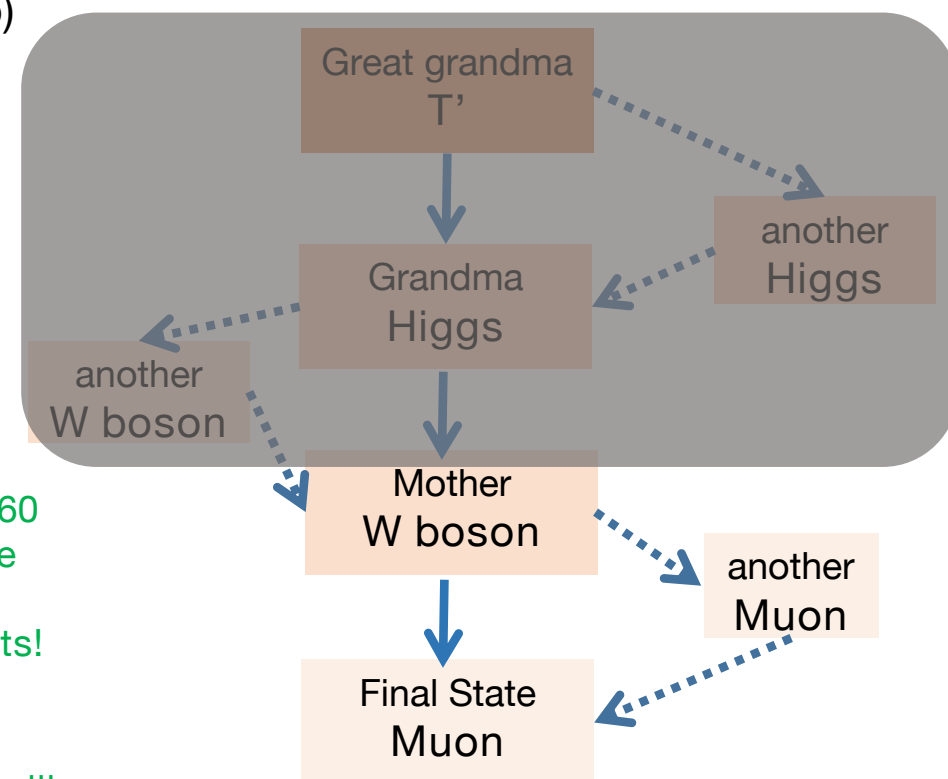 Great grandma
T’
another
Higgs
Grandma
Higgs
another
W boson
Mother
W boson
60
another
Muon
ts!
Final State
Muon